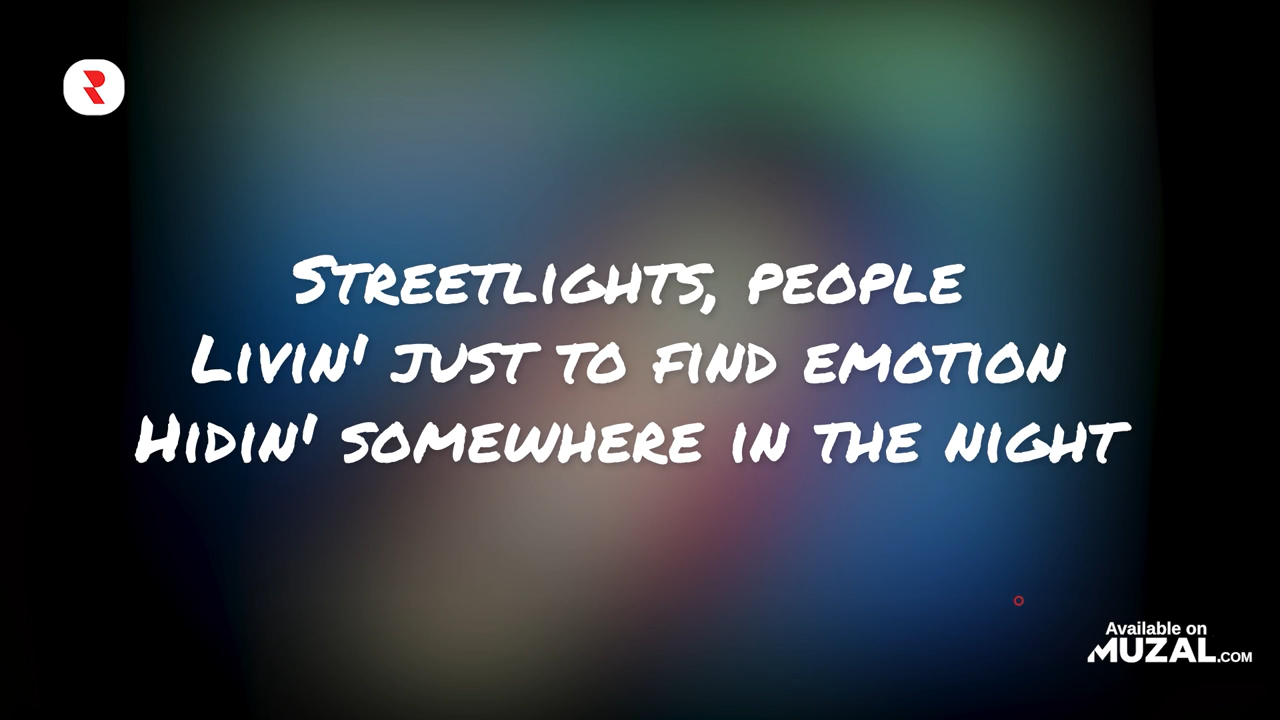 Streetlights, people
Livin' just to find emotion
Hidin' somewhere in the night
Available on
MUZAL.COM